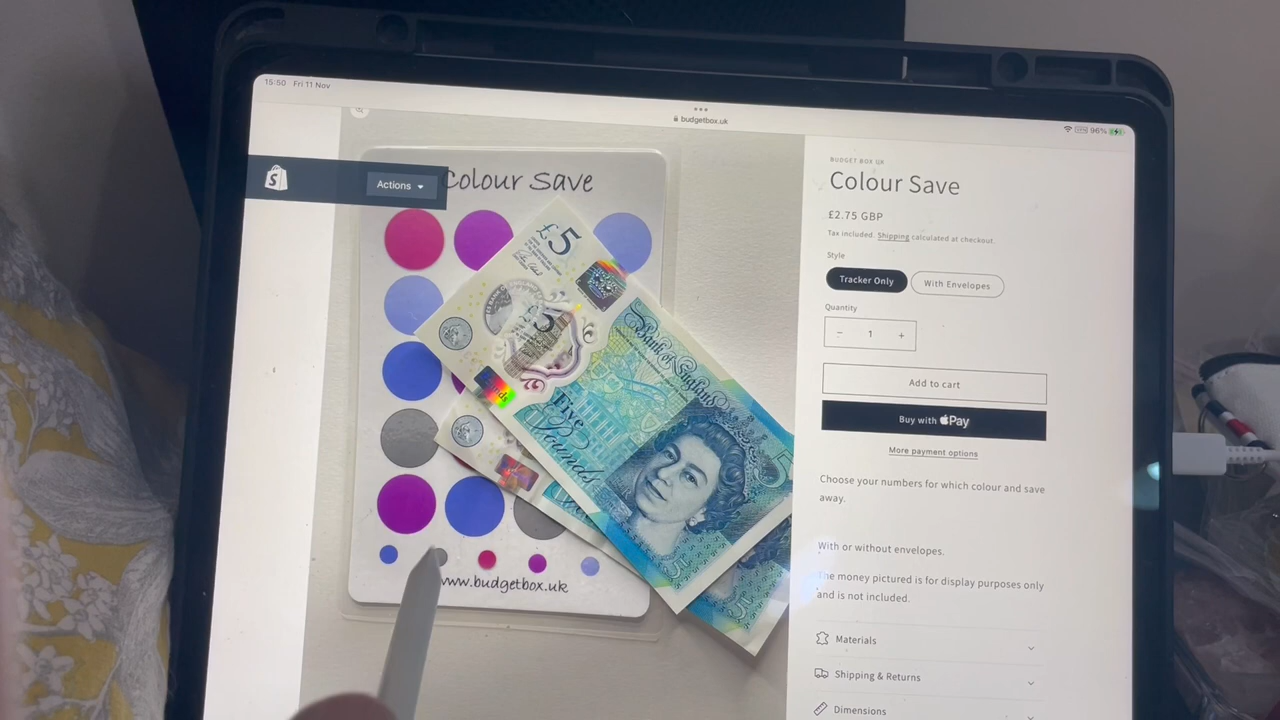 15:50 Fri 11 Nov
budgetbox.uk
96%
Actions
Colour Save
£5
£5
Bank of England
Five
Pounds
5
www.budgetbox.uk
BUDGET BOX UK
Colour Save
£2.75 GBP
Tax included. Shipping calculated at checkout.
Style
Tracker Only
With Envelopes
Quantity
− 1 +
Add to cart
Buy with Pay
More payment options
Choose your numbers for which colour and save
away.
With or without envelopes.
The money pictured is for display purposes only
and is not included.
Materials
Shipping & Returns
Dimensions